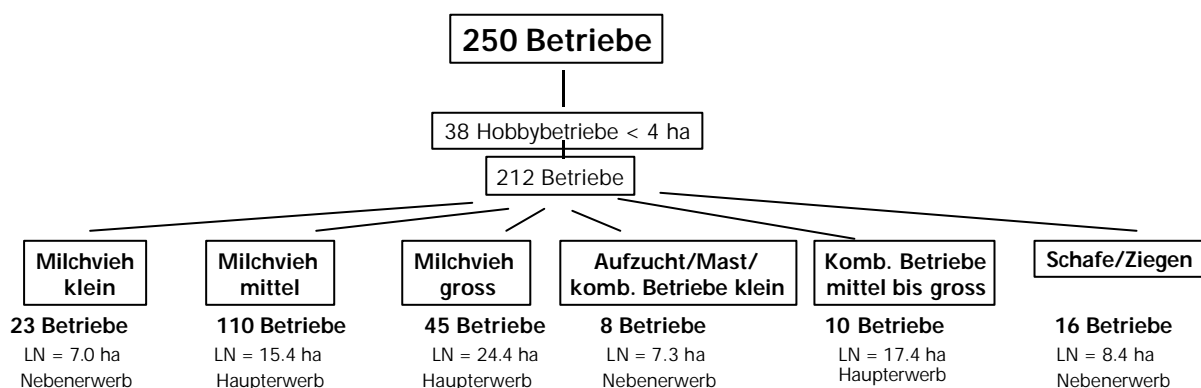 250 Betriebe
38 Hobbybetriebe < 4 ha
212 Betriebe
Milchvieh
klein
23 Betriebe
LN = 7.0 ha
Nebenerwerb
Milchvieh
mittel
110 Betriebe
LN = 15.4 ha
Haupterwerb
Milchvieh
gross
45 Betriebe
LN = 24.4 ha
Haupterwerb
Aufzucht/Mast/
komb. Betriebe klein
8 Betriebe
LN = 7.3 ha
Nebenerwerb
Komb. Betriebe
mittel bis gross
10 Betriebe
LN = 17.4 ha
Haupterwerb
Schafe/Ziegen
16 Betriebe
LN = 8.4 ha
Nebenerwerb